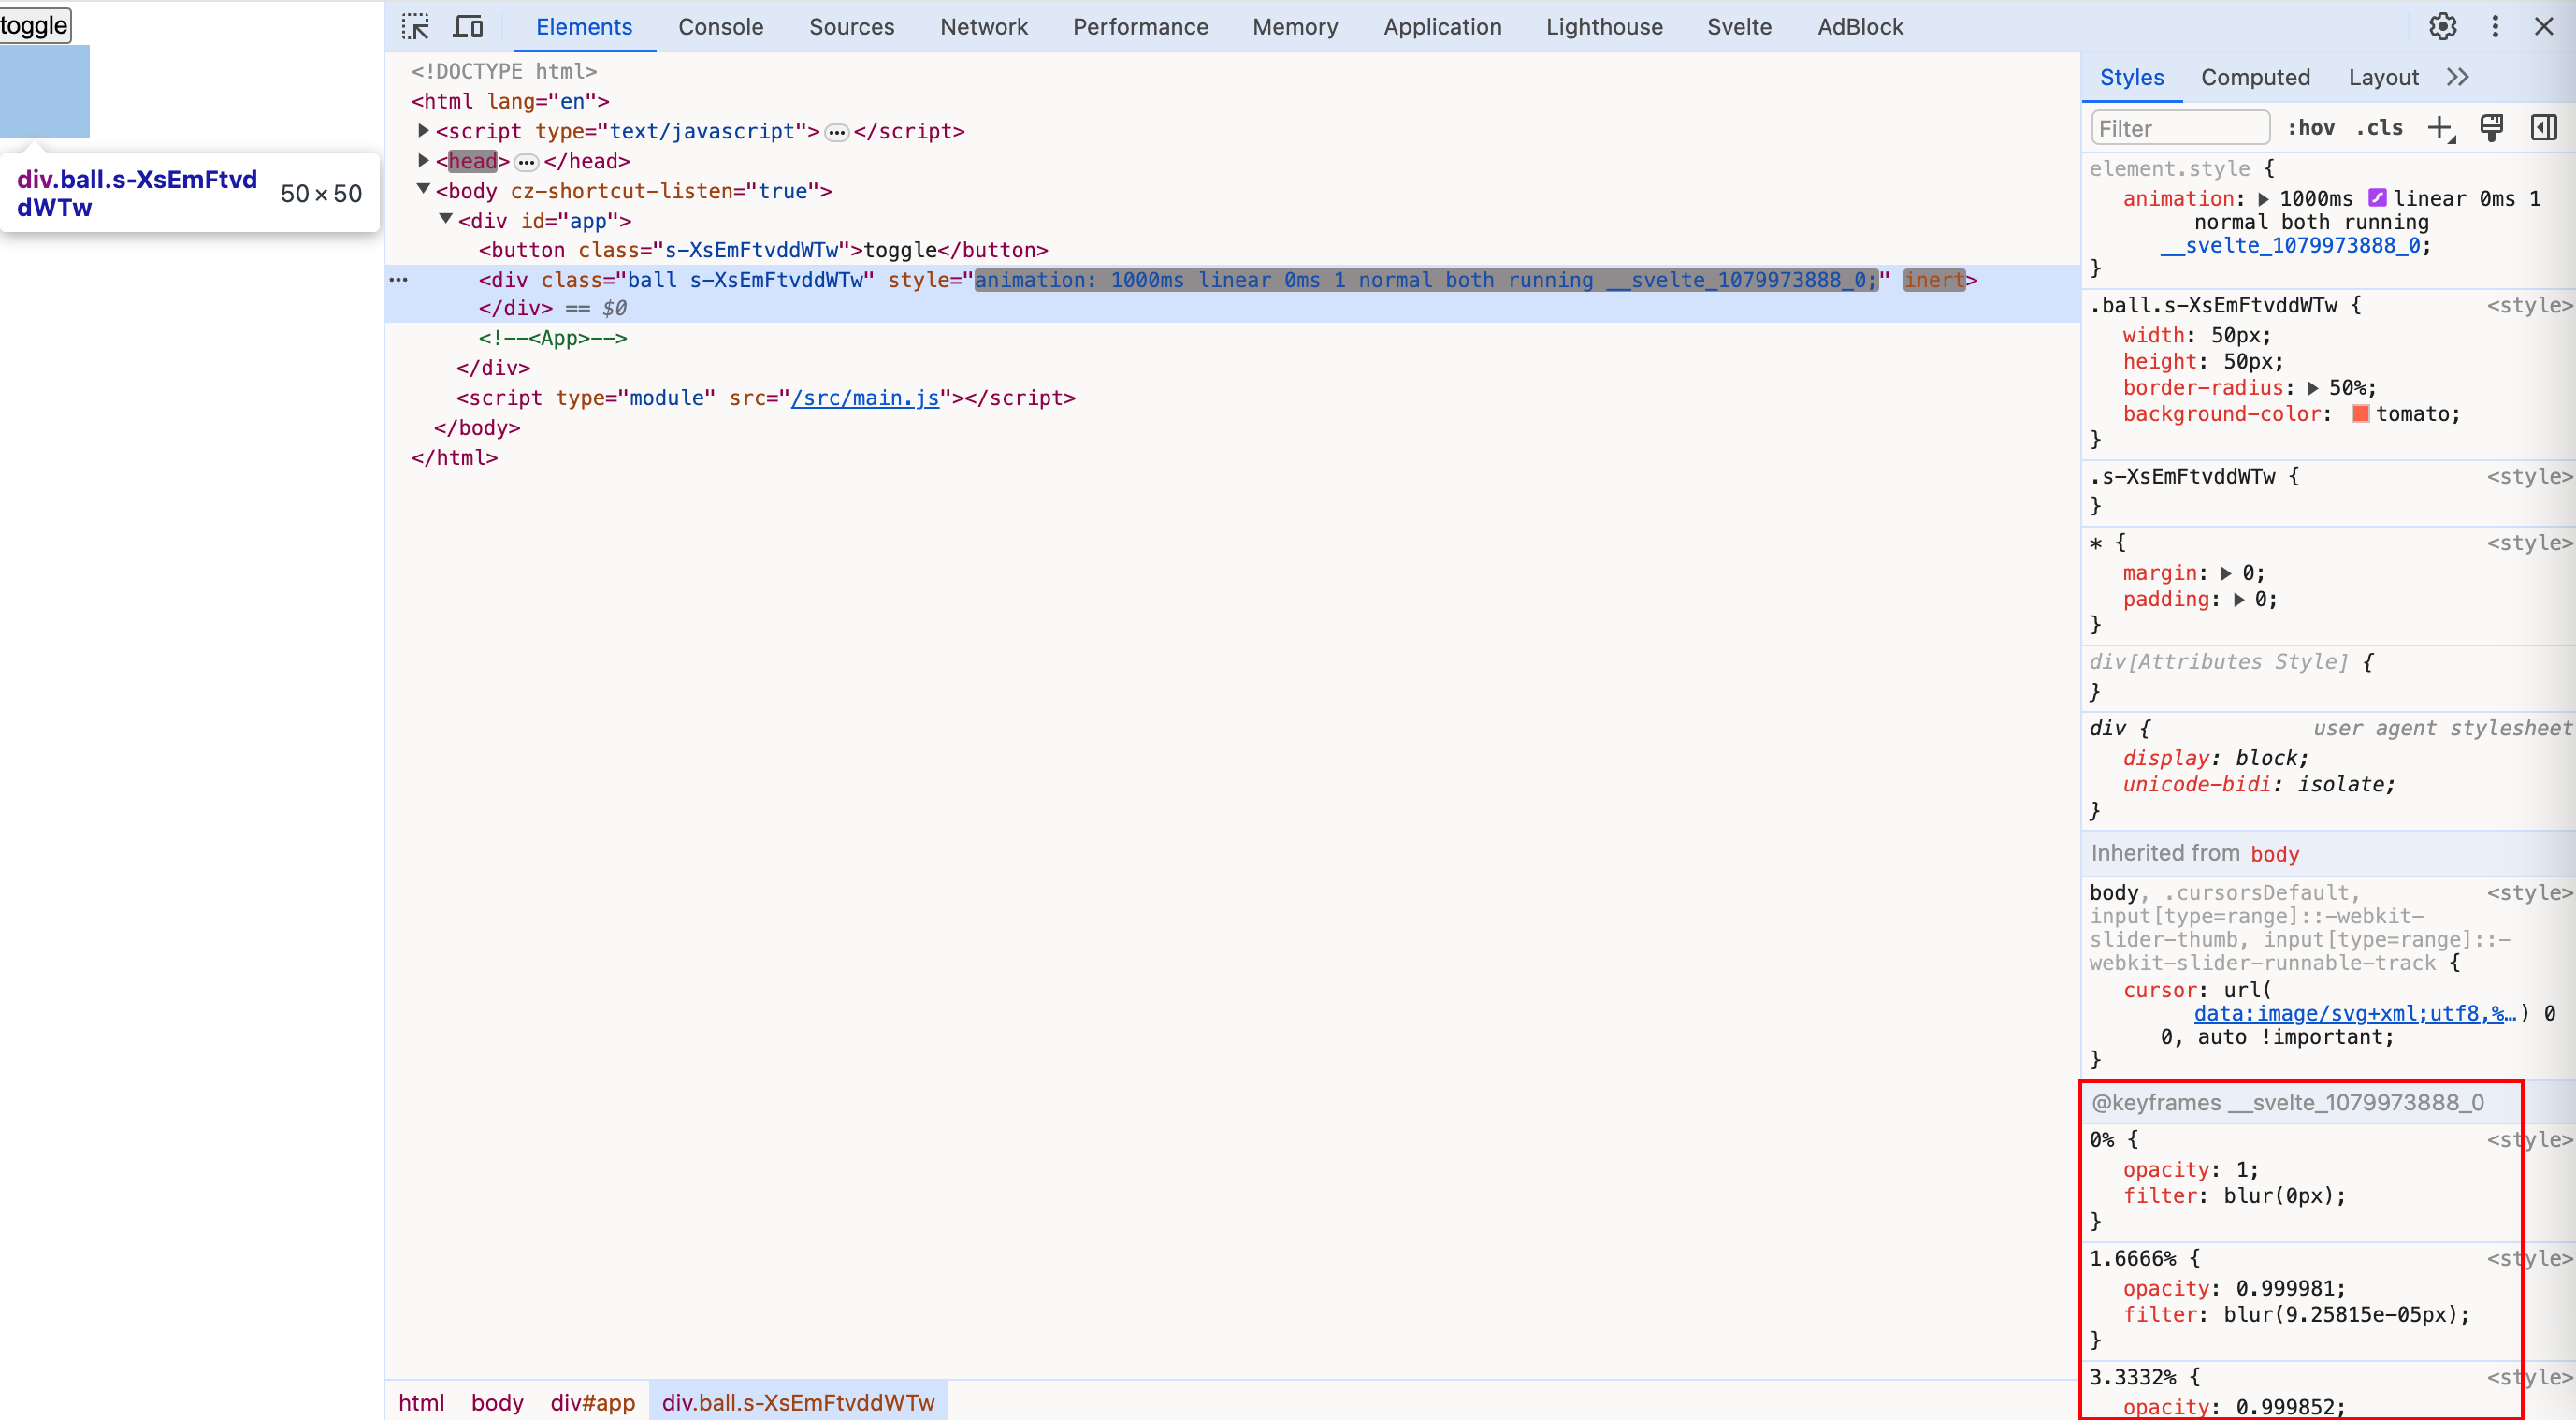 toggle
div.ball.s-XsEmFtvd
dWTw
50 × 50
Elements Console Sources Network Performance Memory Application Lighthouse Svelte AdBlock
<!DOCTYPE html>
<html lang="en">
<script type="text/javascript">…</script>
<head>…</head>
<body cz-shortcut-listen="true">
<div id="app">
<button class="s-XsEmFtvddWTw">toggle</button>
<div class="ball s-XsEmFtvddWTw" style="animation: 1000ms linear 0ms 1 normal both running __svelte_1079973888_0;" inert>
</div> == $0
<!--<App>-->
</div>
<script type="module" src="/src/main.js"></script>
</body>
</html>
html body div#app div.ball.s-XsEmFtvddWTw
Styles Computed Layout
Filter :hov .cls
element.style {
animation: 1000ms linear 0ms 1
normal both running
__svelte_1079973888_0;
}
.ball.s-XsEmFtvddWTw { <style>
width: 50px;
height: 50px;
border-radius: 50%;
background-color: tomato;
}
.s-XsEmFtvddWTw { <style>
}
* { <style>
margin: 0;
padding: 0;
}
div[Attributes Style] {
}
div { user agent stylesheet
display: block;
unicode-bidi: isolate;
}
Inherited from body
body, .cursorsDefault, <style>
input[type=range]::-webkit-
slider-thumb, input[type=range]::-
webkit-slider-runnable-track {
cursor: url(
data:image/svg+xml;utf8,%…) 0
0, auto !important;
}
@keyframes __svelte_1079973888_0
0% { <style>
opacity: 1;
filter: blur(0px);
}
1.6666% { <style>
opacity: 0.999981;
filter: blur(9.25815e-05px);
}
3.3332% { <style>
opacity: 0.999852;